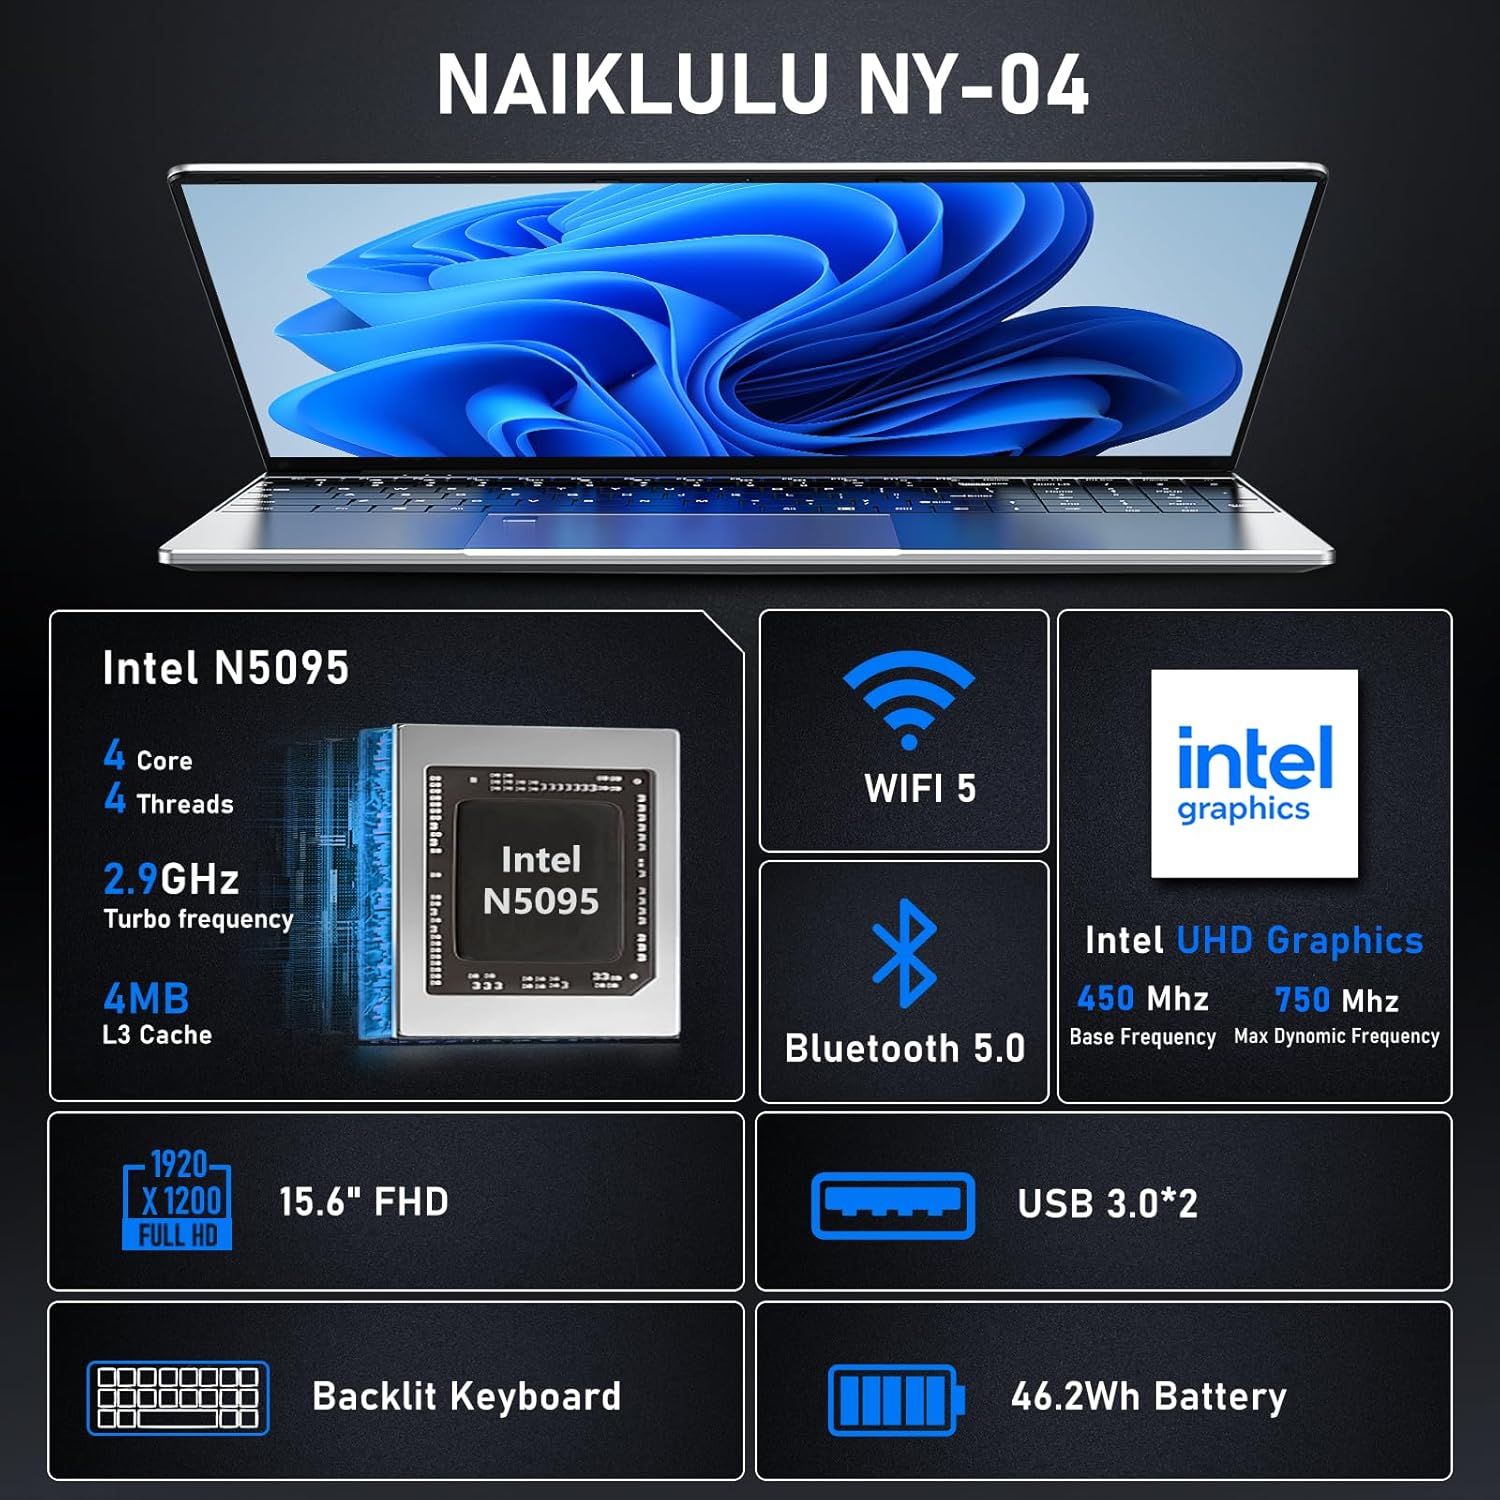 NAIKLULU NY-04
Intel N5095
4 Core
4 Threads
2.9GHz
Turbo frequency
4MB
L3 Cache
Intel
N5095
WIFI 5
Bluetooth 5.0
intel
graphics
Intel UHD Graphics
450 Mhz
Base Frequency
750 Mhz
Max Dynomic Frequency
1920
X 1200
FULL HD
15.6" FHD
USB 3.0*2
Backlit Keyboard
46.2Wh Battery